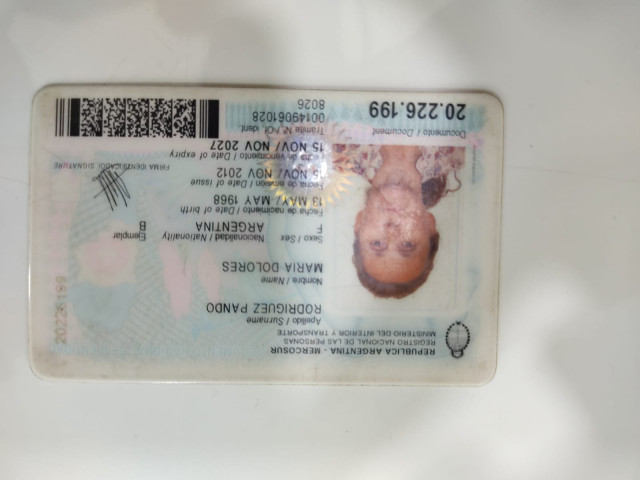 REPUBLICA ARGENTINA - MERCOSUR
REGISTRO NACIONAL DE LAS PERSONAS
MINISTERIO DEL INTERIOR Y TRANSPORTE
Apellido / Surname
RODRIGUEZ PANDO
Nombre / Name
MARIA DOLORES
Sexo / Sex Nacionalidad / Nationality Ejemplar
F ARGENTINA B
Fecha de nacimiento / Date of birth
13 MAY/ MAY 1968
Fecha de emisión / Date of issue
15 NOV/ NOV 2012
Fecha de vencimiento / Date of expiry
15 NOV/ NOV 2027
FIRMA IDENTIFICADO/ SIGNATURE
Documento / Document
20.226.199
Trámite Nº / Of. ident.
00149061028
8026
20226199